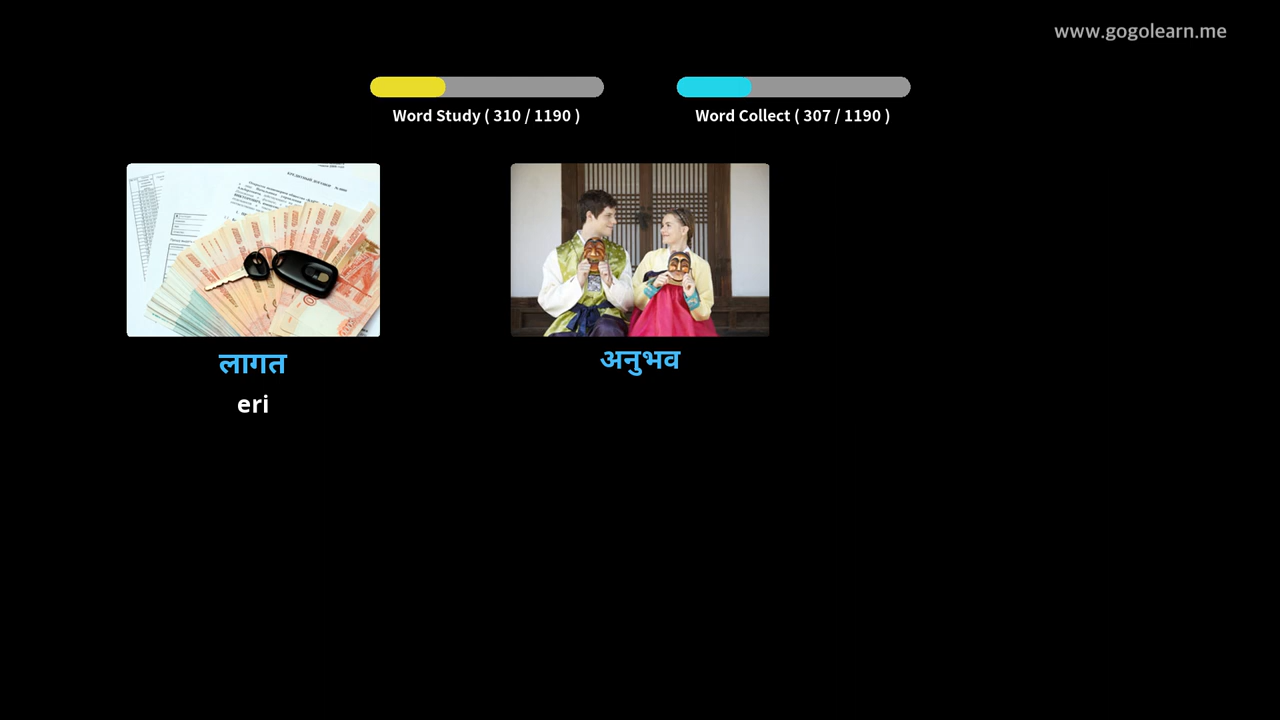 www.gogolearn.me
Word Study ( 310 / 1190 )
Word Collect ( 307 / 1190 )
लागत
अनुभव
eri